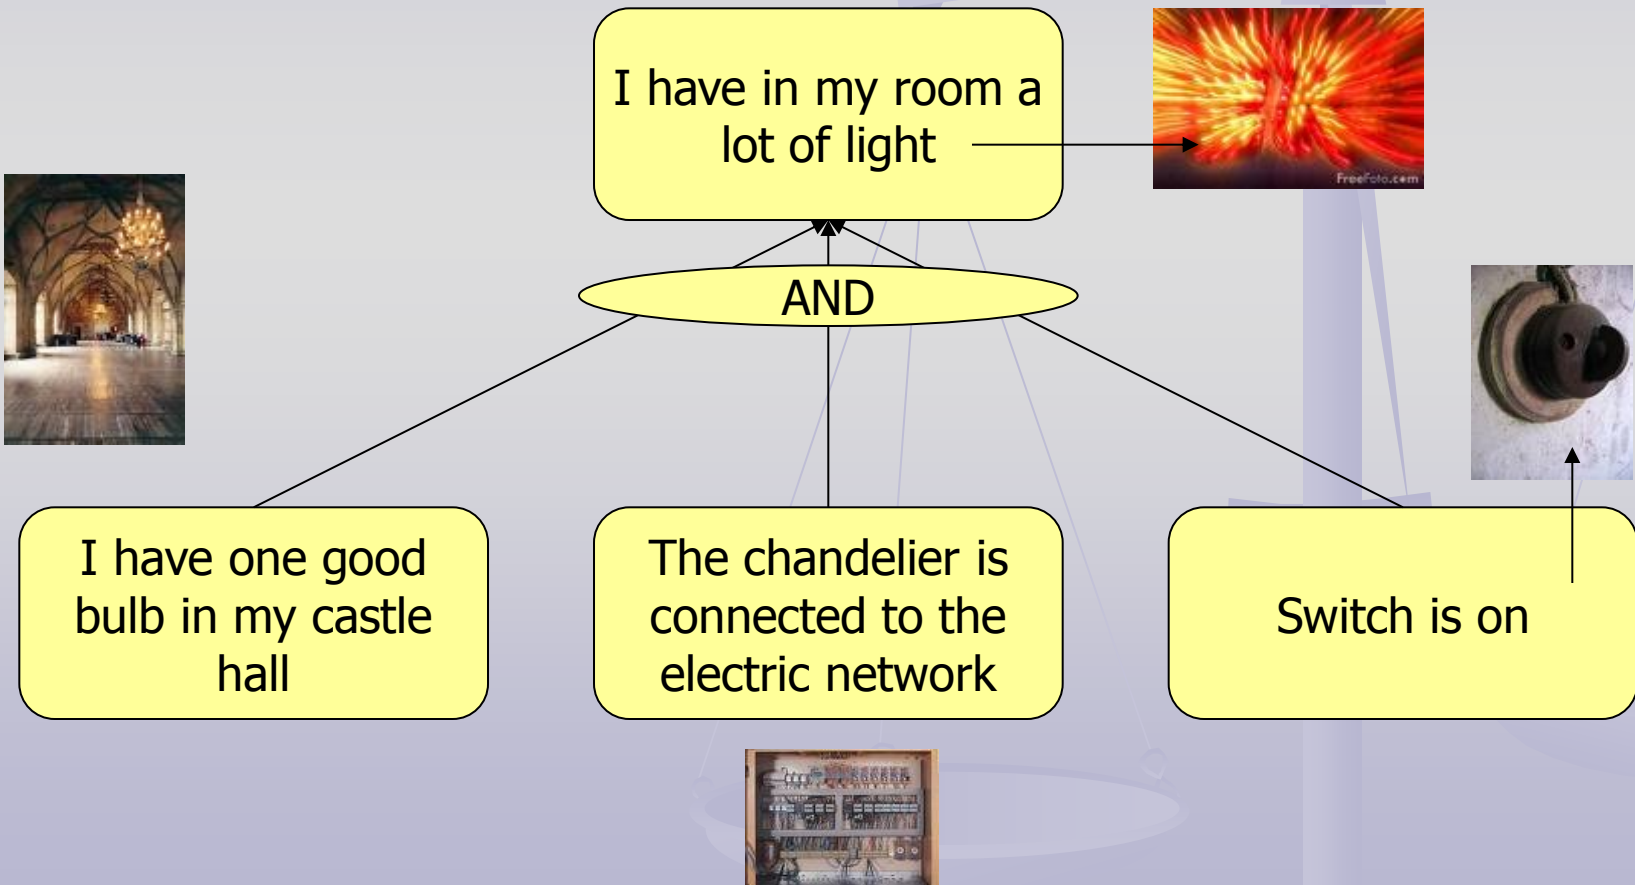 I have in my room a
lot of light
FreeFoto.com
AND
I have one good
bulb in my castle
hall
The chandelier is
connected to the
electric network
Switch is on